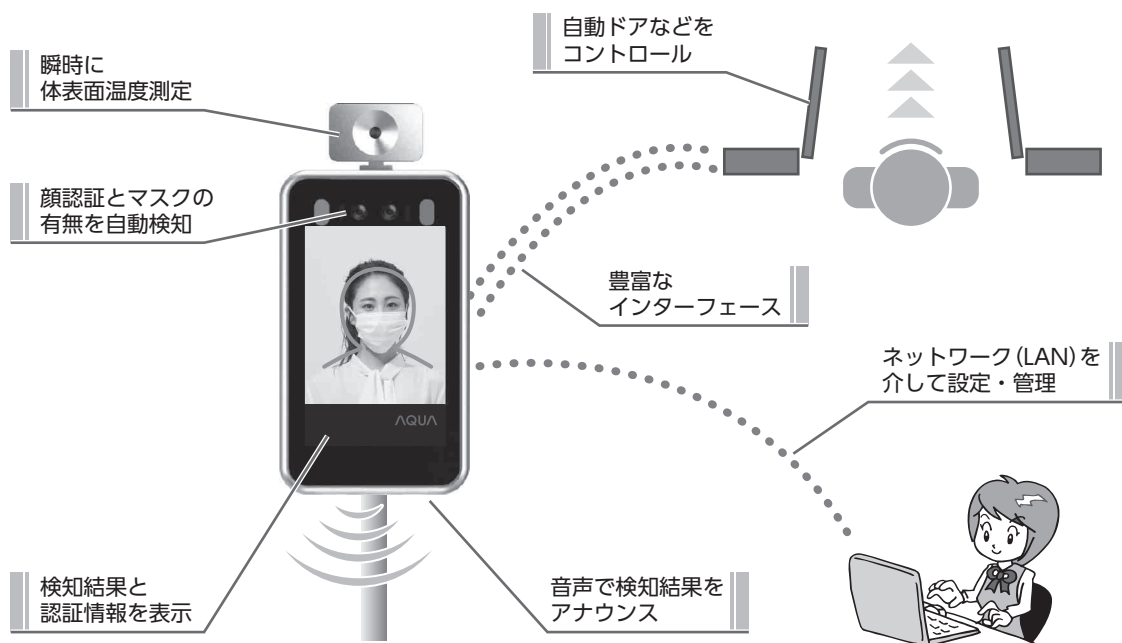 瞬時に
体表面温度測定
自動ドアなどを
コントロール
顔認証とマスクの
有無を自動検知
豊富な
インターフェース
ネットワーク(LAN)を
介して設定・管理
AQUA
検知結果と
認証情報を表示
音声で検知結果を
アナウンス